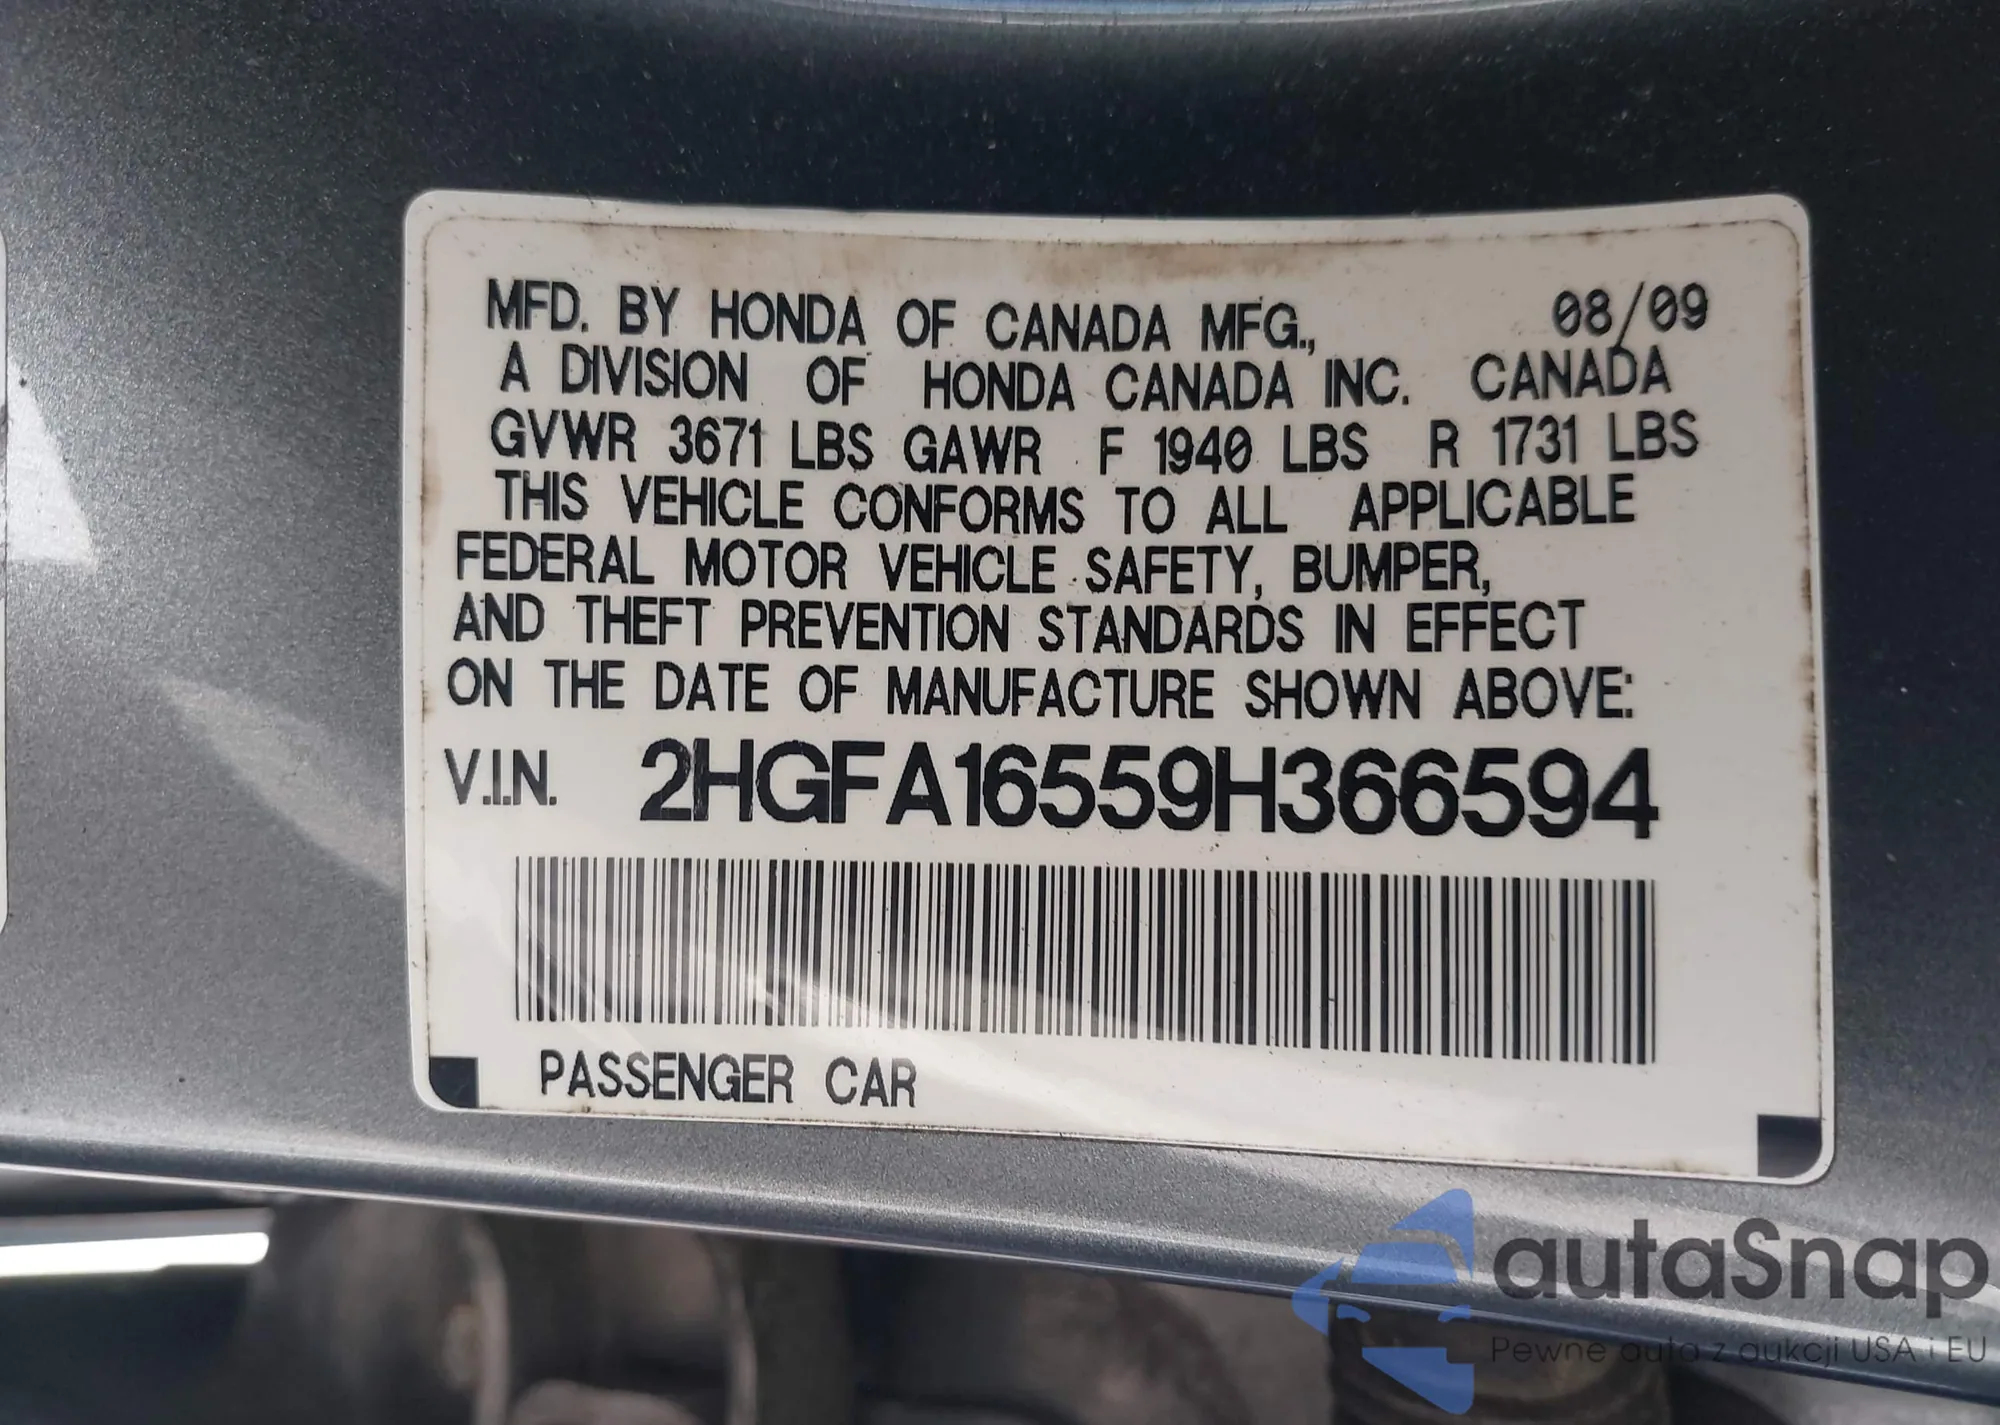 MFD. BY HONDA OF CANADA MFG., 08/09
A DIVISION OF HONDA CANADA INC. CANADA
GVWR 3671 LBS GAWR F 1940 LBS R 1731 LBS
THIS VEHICLE CONFORMS TO ALL APPLICABLE
FEDERAL MOTOR VEHICLE SAFETY, BUMPER,
AND THEFT PREVENTION STANDARDS IN EFFECT
ON THE DATE OF MANUFACTURE SHOWN ABOVE:
V.I.N. 2HGFA16559H366594
PASSENGER CAR
autaSnap
Pewne auta z aukcji USA i EU